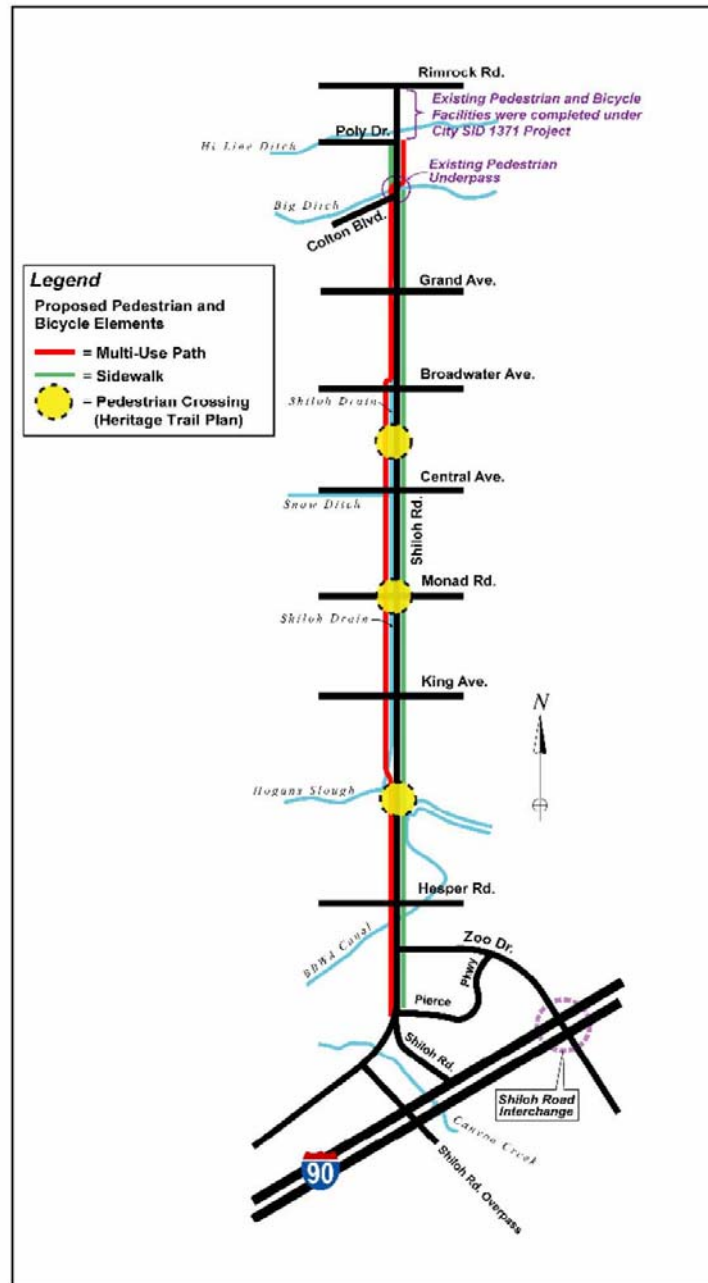 Rimrock Rd.
Existing Pedestrian and Bicycle
Facilities were completed under
City SID 1371 Project
Poly Dr.
Hi Line Ditch
Existing Pedestrian
Underpass
Big Ditch
Colton Blvd.
Legend
Proposed Pedestrian and
Bicycle Elements
= Multi-Use Path
= Sidewalk
= Pedestrian Crossing
(Heritage Trail Plan)
Grand Ave.
Broadwater Ave.
Shiloh Drain
Central Ave.
Snow Ditch
Shiloh Rd.
Monad Rd.
Shiloh Drain
King Ave.
N
Hogans Slough
Hesper Rd.
BBWA Canal
Zoo Dr.
Pierce
Pkwy
Shiloh Rd.
Shiloh Road
Interchange
Canyon Creek
Shiloh Rd. Overpass
90